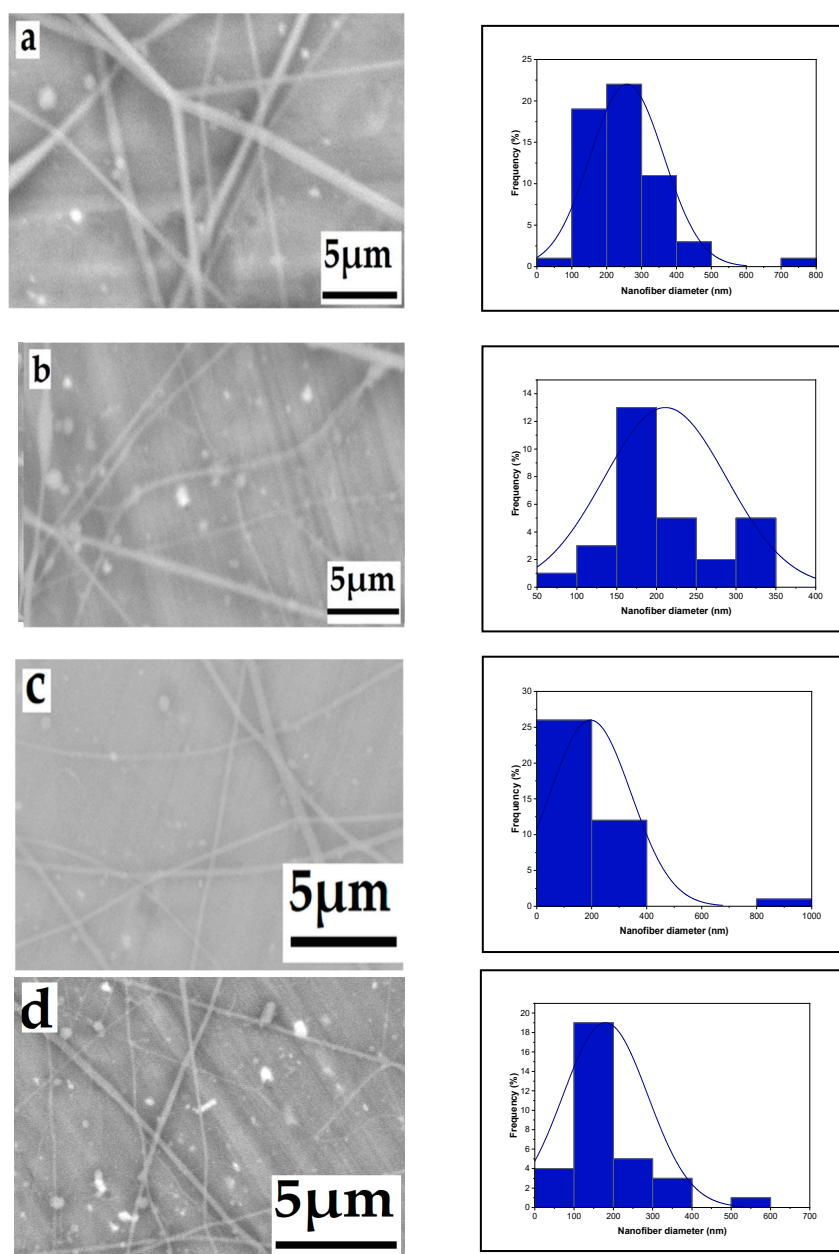 a
5µm
25
20
15
10
5
0
0 100 200 300 400 500 600 700 800
Frequency (%)
Nanofiber diameter (nm)
b
5µm
14
12
10
8
6
4
2
0
50 100 150 200 250 300 350 400
Frequency (%)
Nanofiber diameter (nm)
c
5µm
30
25
20
15
10
5
0
0 200 400 600 800 1000
Frequency (%)
Nanofiber diameter (nm)
d
5µm
20
18
16
14
12
10
8
6
4
2
0
0 100 200 300 400 500 600 700
Frequency (%)
Nanofiber diameter (nm)